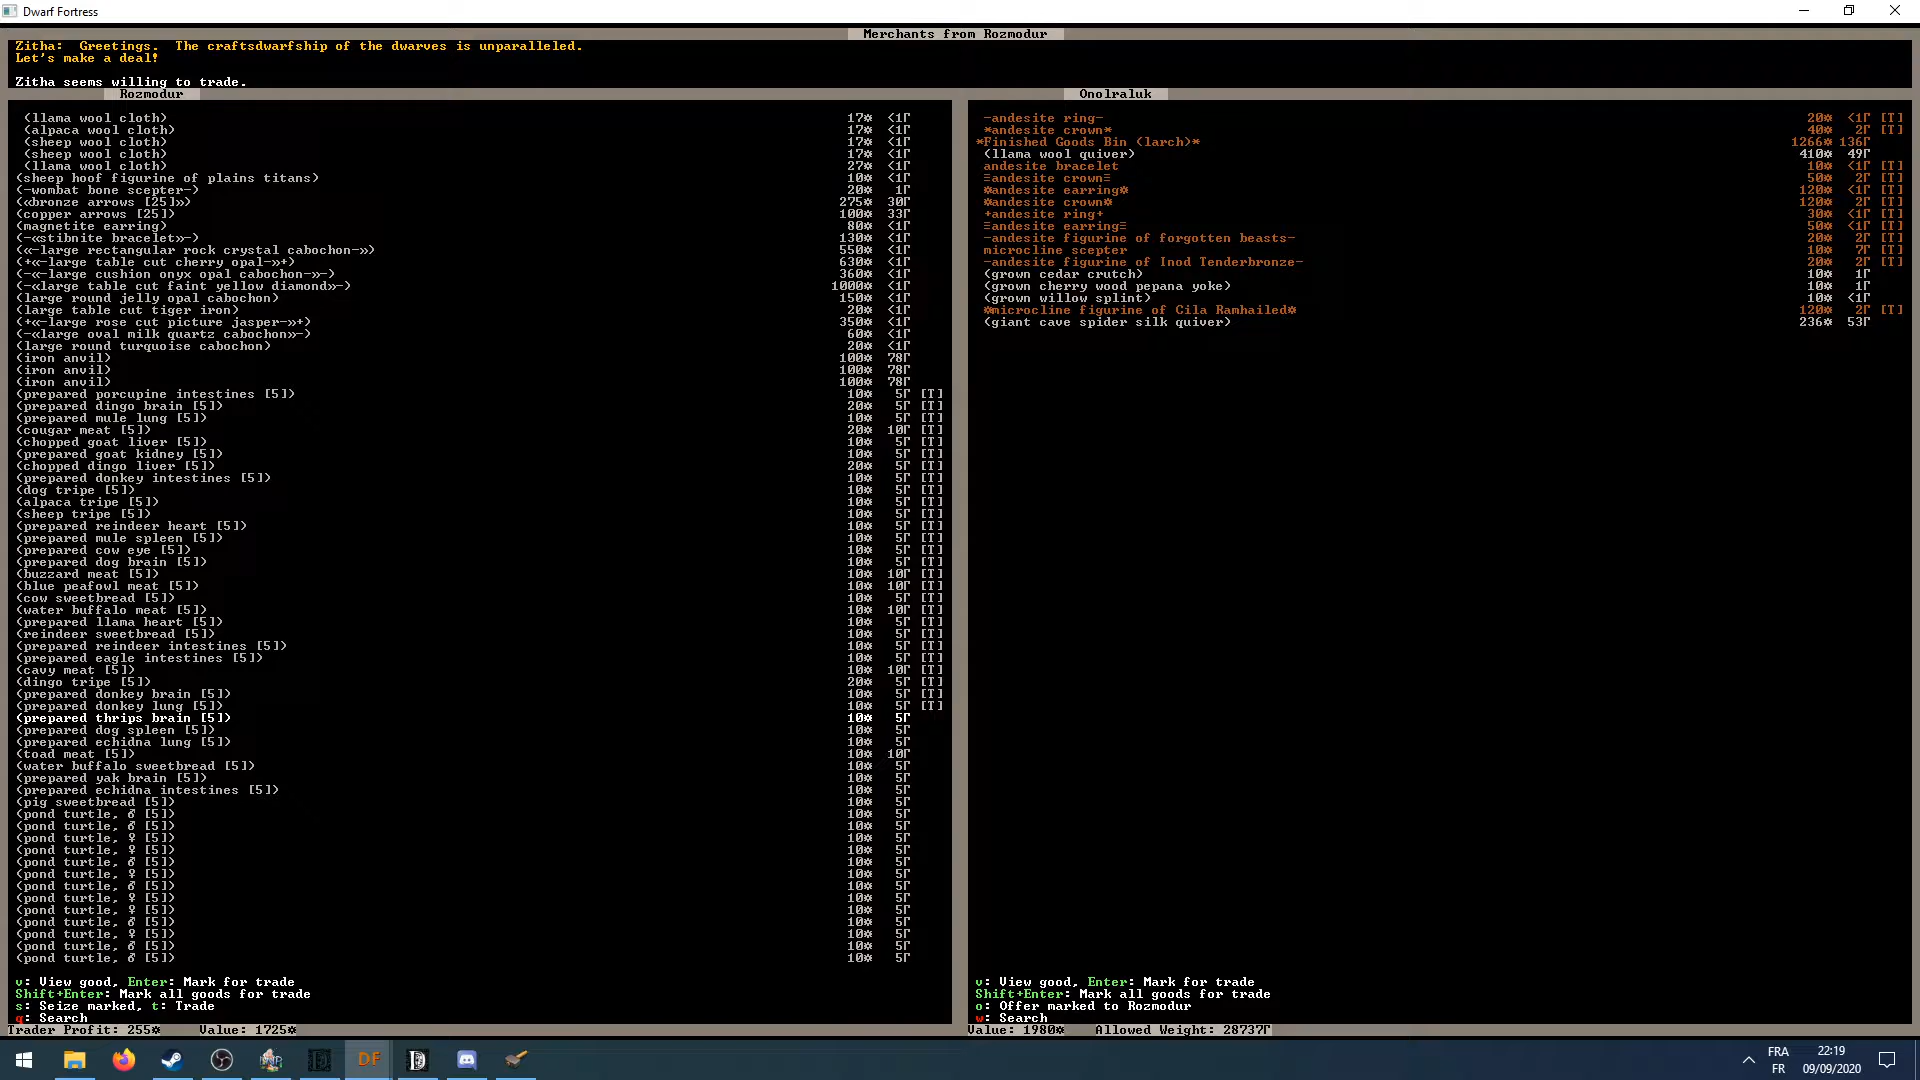 Dwarf Fortress
Merchants from Rozmodur
Zitha:  Greetings.  The craftsdwarfship of the dwarves is unparalleled.
Let's make a deal!
Zitha seems willing to trade.
Rozmodur
(llama wool cloth) 17☼ <1Γ
(alpaca wool cloth) 17☼ <1Γ
(sheep wool cloth) 17☼ <1Γ
(sheep wool cloth) 17☼ <1Γ
(llama wool cloth) 27☼ <1Γ
(sheep hoof figurine of plains titans) 10☼ <1Γ
(-wombat bone scepter-) 20☼ 1Γ
(«bronze arrows [25]») 275☼ 30Γ
(copper arrows [25]) 100☼ 33Γ
(magnetite earring) 80☼ <1Γ
(-«stibnite bracelet»-) 130☼ <1Γ
(«-large rectangular rock crystal cabochon-») 550☼ <1Γ
(+«-large table cut cherry opal-»+) 630☼ <1Γ
(-«-large cushion onyx opal cabochon-»-) 360☼ <1Γ
(-«large table cut faint yellow diamond»-) 1000☼ <1Γ
(large round jelly opal cabochon) 150☼ <1Γ
(large table cut tiger iron) 20☼ <1Γ
(+«-large rose cut picture jasper-»+) 350☼ <1Γ
(-«large oval milk quartz cabochon»-) 60☼ <1Γ
(large round turquoise cabochon) 20☼ <1Γ
(iron anvil) 100☼ 78Γ
(iron anvil) 100☼ 78Γ
(iron anvil) 100☼ 78Γ
(prepared porcupine intestines [5]) 10☼ 5Γ [T]
(prepared dingo brain [5]) 20☼ 5Γ [T]
(prepared mule lung [5]) 10☼ 5Γ [T]
(cougar meat [5]) 20☼ 10Γ [T]
(chopped goat liver [5]) 10☼ 5Γ [T]
(prepared goat kidney [5]) 10☼ 5Γ [T]
(chopped dingo liver [5]) 20☼ 5Γ [T]
(prepared donkey intestines [5]) 10☼ 5Γ [T]
(dog tripe [5]) 10☼ 5Γ [T]
(alpaca tripe [5]) 10☼ 5Γ [T]
(sheep tripe [5]) 10☼ 5Γ [T]
(prepared reindeer heart [5]) 10☼ 5Γ [T]
(prepared mule spleen [5]) 10☼ 5Γ [T]
(prepared cow eye [5]) 10☼ 5Γ [T]
(prepared dog brain [5]) 10☼ 5Γ [T]
(buzzard meat [5]) 10☼ 10Γ [T]
(blue peafowl meat [5]) 10☼ 10Γ [T]
(cow sweetbread [5]) 10☼ 5Γ [T]
(water buffalo meat [5]) 10☼ 10Γ [T]
(prepared llama heart [5]) 10☼ 5Γ [T]
(reindeer sweetbread [5]) 10☼ 5Γ [T]
(prepared reindeer intestines [5]) 10☼ 5Γ [T]
(prepared eagle intestines [5]) 10☼ 5Γ [T]
(cavy meat [5]) 10☼ 10Γ [T]
(dingo tripe [5]) 20☼ 5Γ [T]
(prepared donkey brain [5]) 10☼ 5Γ [T]
(prepared donkey lung [5]) 10☼ 5Γ [T]
(prepared thrips brain [5]) 10☼ 5Γ
(prepared dog spleen [5]) 10☼ 5Γ
(prepared echidna lung [5]) 10☼ 5Γ
(toad meat [5]) 10☼ 10Γ
(water buffalo sweetbread [5]) 10☼ 5Γ
(prepared yak brain [5]) 10☼ 5Γ
(prepared echidna intestines [5]) 10☼ 5Γ
(pig sweetbread [5]) 10☼ 5Γ
(pond turtle, ♂ [5]) 10☼ 5Γ
(pond turtle, ♂ [5]) 10☼ 5Γ
(pond turtle, ♀ [5]) 10☼ 5Γ
(pond turtle, ♀ [5]) 10☼ 5Γ
(pond turtle, ♂ [5]) 10☼ 5Γ
(pond turtle, ♀ [5]) 10☼ 5Γ
(pond turtle, ♂ [5]) 10☼ 5Γ
(pond turtle, ♀ [5]) 10☼ 5Γ
(pond turtle, ♀ [5]) 10☼ 5Γ
(pond turtle, ♂ [5]) 10☼ 5Γ
(pond turtle, ♀ [5]) 10☼ 5Γ
(pond turtle, ♂ [5]) 10☼ 5Γ
(pond turtle, ♂ [5]) 10☼ 5Γ
v: View good, Enter: Mark for trade
Shift+Enter: Mark all goods for trade
s: Seize marked, t: Trade
q: Search
Trader Profit: 255☼ Value: 1725☼
Onolraluk
-andesite ring- 20☼ <1Γ [T]
*andesite crown* 40☼ 2Γ [T]
*Finished Goods Bin (larch)* 1266☼ 136Γ
(llama wool quiver) 410☼ 49Γ
andesite bracelet 10☼ <1Γ [T]
≡andesite crown≡ 50☼ 2Γ [T]
☼andesite earring☼ 120☼ <1Γ [T]
☼andesite crown☼ 120☼ 2Γ [T]
+andesite ring+ 30☼ <1Γ [T]
≡andesite earring≡ 50☼ <1Γ [T]
-andesite figurine of forgotten beasts- 20☼ 2Γ [T]
microcline scepter 10☼ 7Γ [T]
-andesite figurine of Inod Tenderbronze- 20☼ 2Γ [T]
(grown cedar crutch) 10☼ 1Γ
(grown cherry wood pepana yoke) 10☼ 1Γ
(grown willow splint) 10☼ <1Γ
☼microcline figurine of Cila Ramhailed☼ 120☼ 2Γ [T]
(giant cave spider silk quiver) 236☼ 53Γ
v: View good, Enter: Mark for trade
Shift+Enter: Mark all goods for trade
o: Offer marked to Rozmodur
w: Search
Value: 1980☼ Allowed Weight: 28737Γ
DF
D
FRA
FR
22:19
09/09/2020